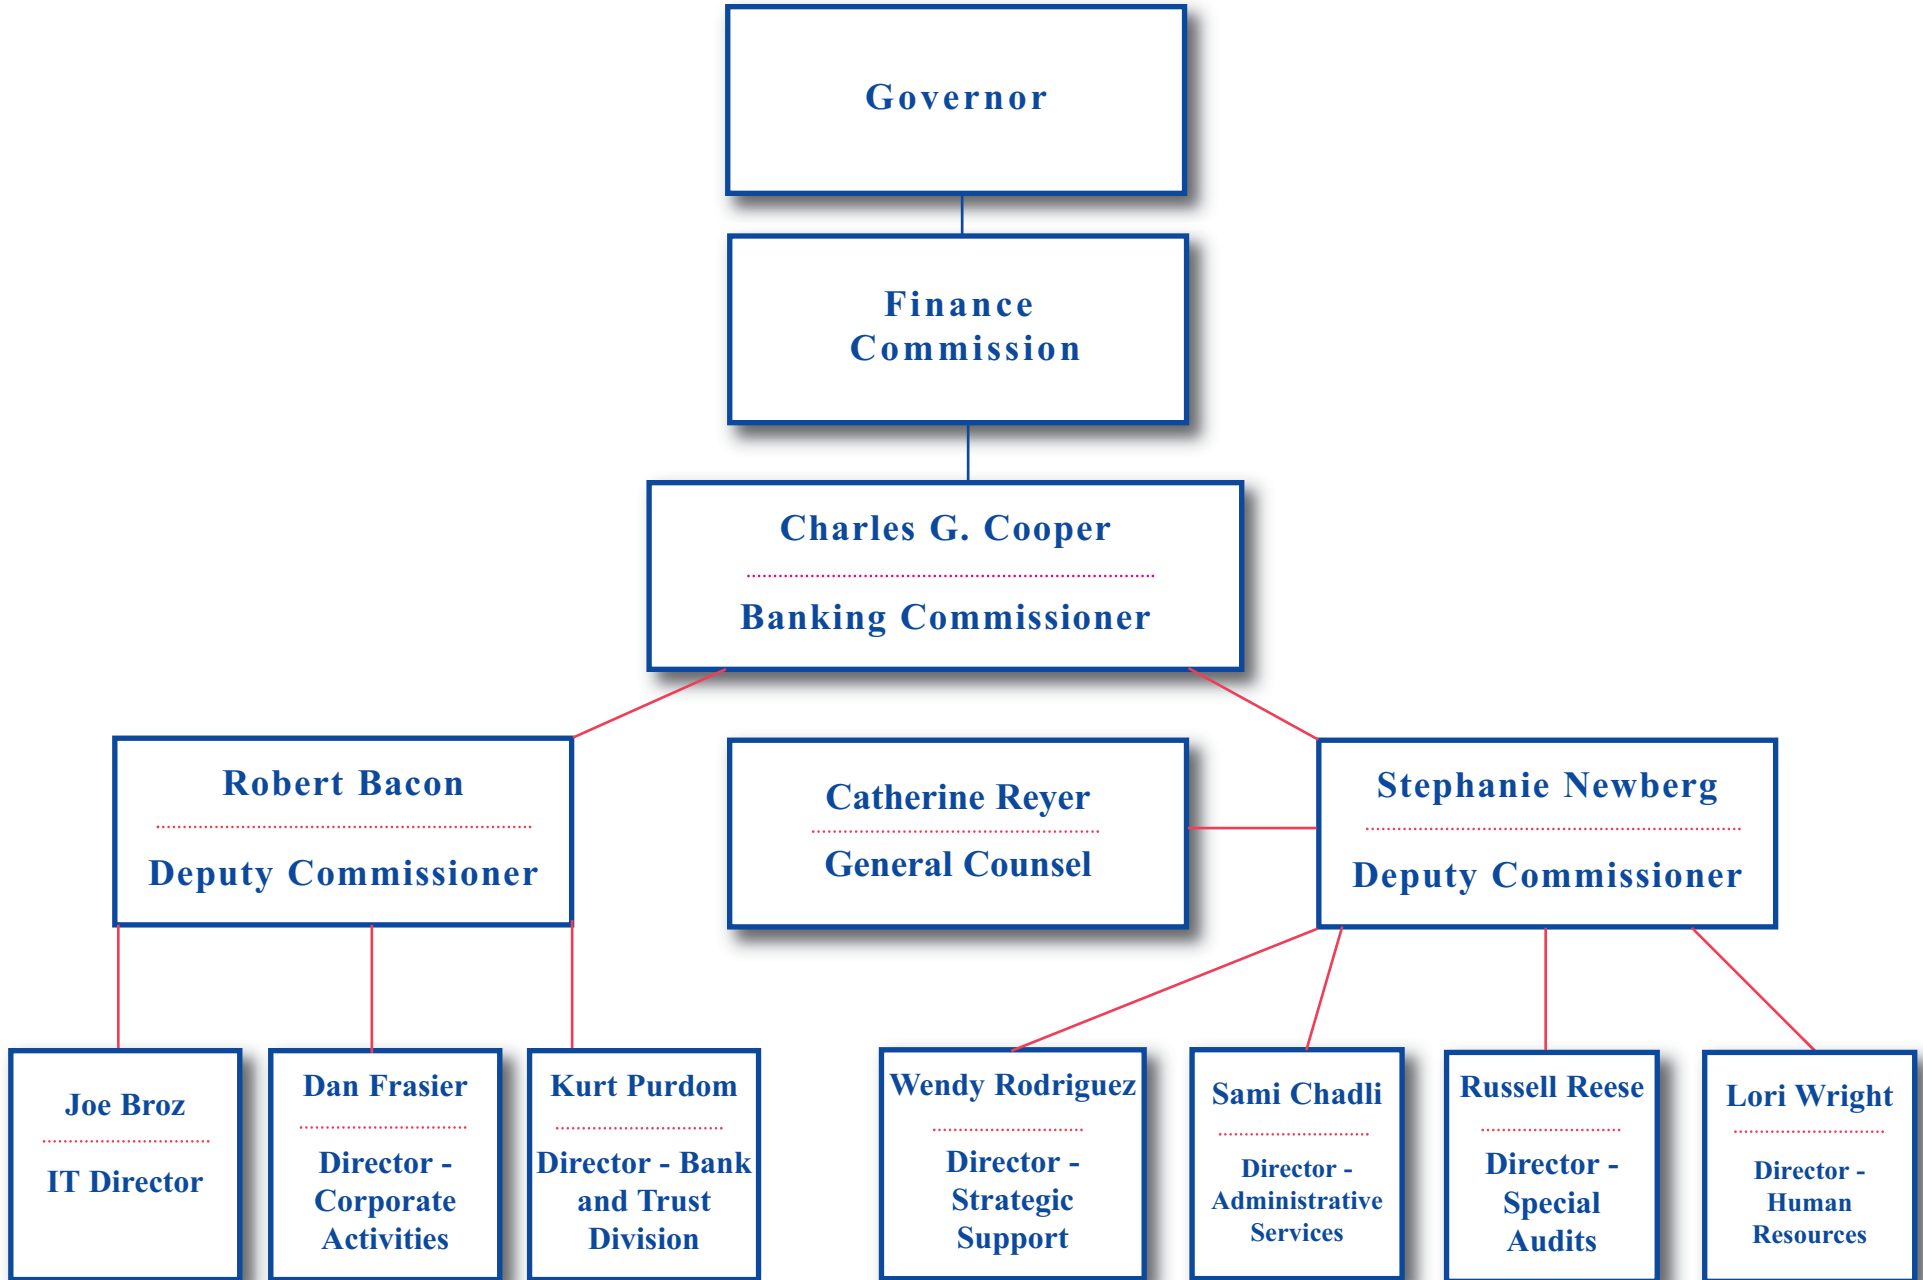 Governor
Finance
Commission
Charles G. Cooper
Banking Commissioner
Robert Bacon
Deputy Commissioner
Catherine Reyer
General Counsel
Stephanie Newberg
Deputy Commissioner
Joe Broz
IT Director
Dan Frasier
Director -
Corporate
Activities
Kurt Purdom
Director - Bank
and Trust
Division
Wendy Rodriguez
Director -
Strategic
Support
Sami Chadli
Director -
Administrative
Services
Russell Reese
Director -
Special
Audits
Lori Wright
Director -
Human
Resources